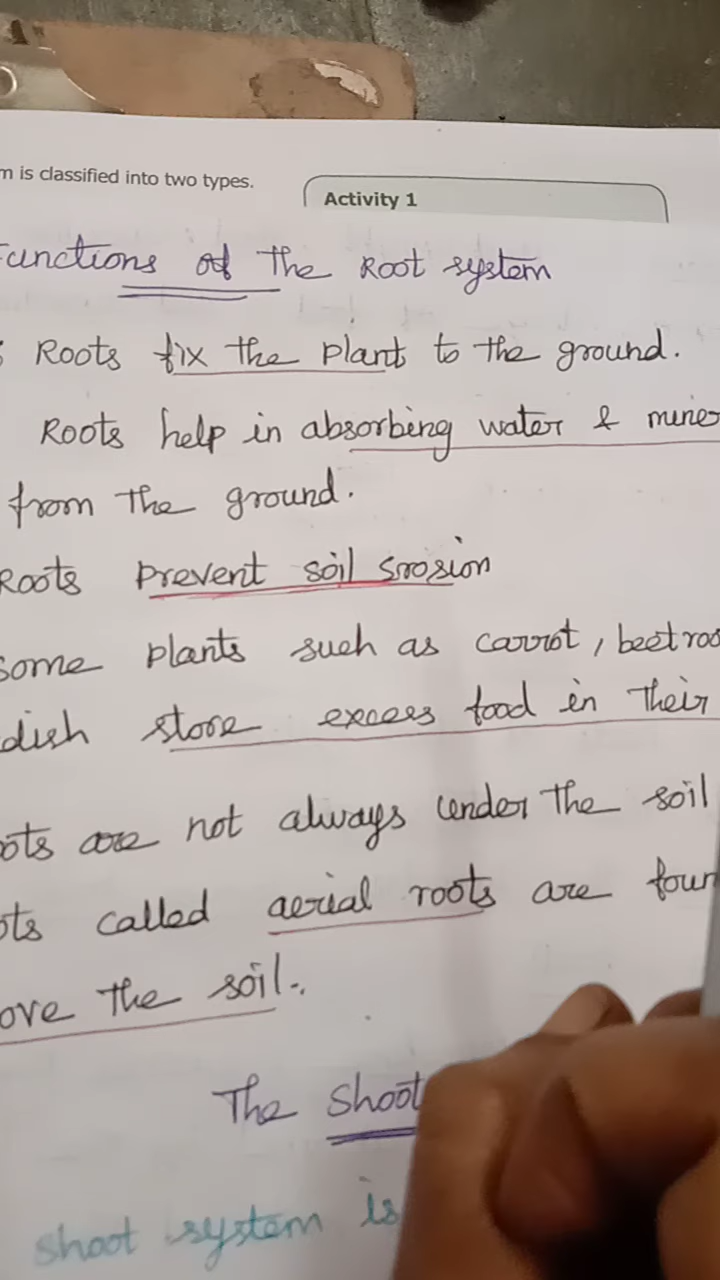 m is classified into two types.
Activity 1
Functions of the Root system
Roots fix the plant to the ground.
Roots help in absorbing water & miner
from the ground.
Roots prevent soil erosion
some plants such as carrot, beetroo
dish store excess food in their
ots are not always under the soil
ots called aerial roots are foun
ove the soil.
The Shoot
shoot system is